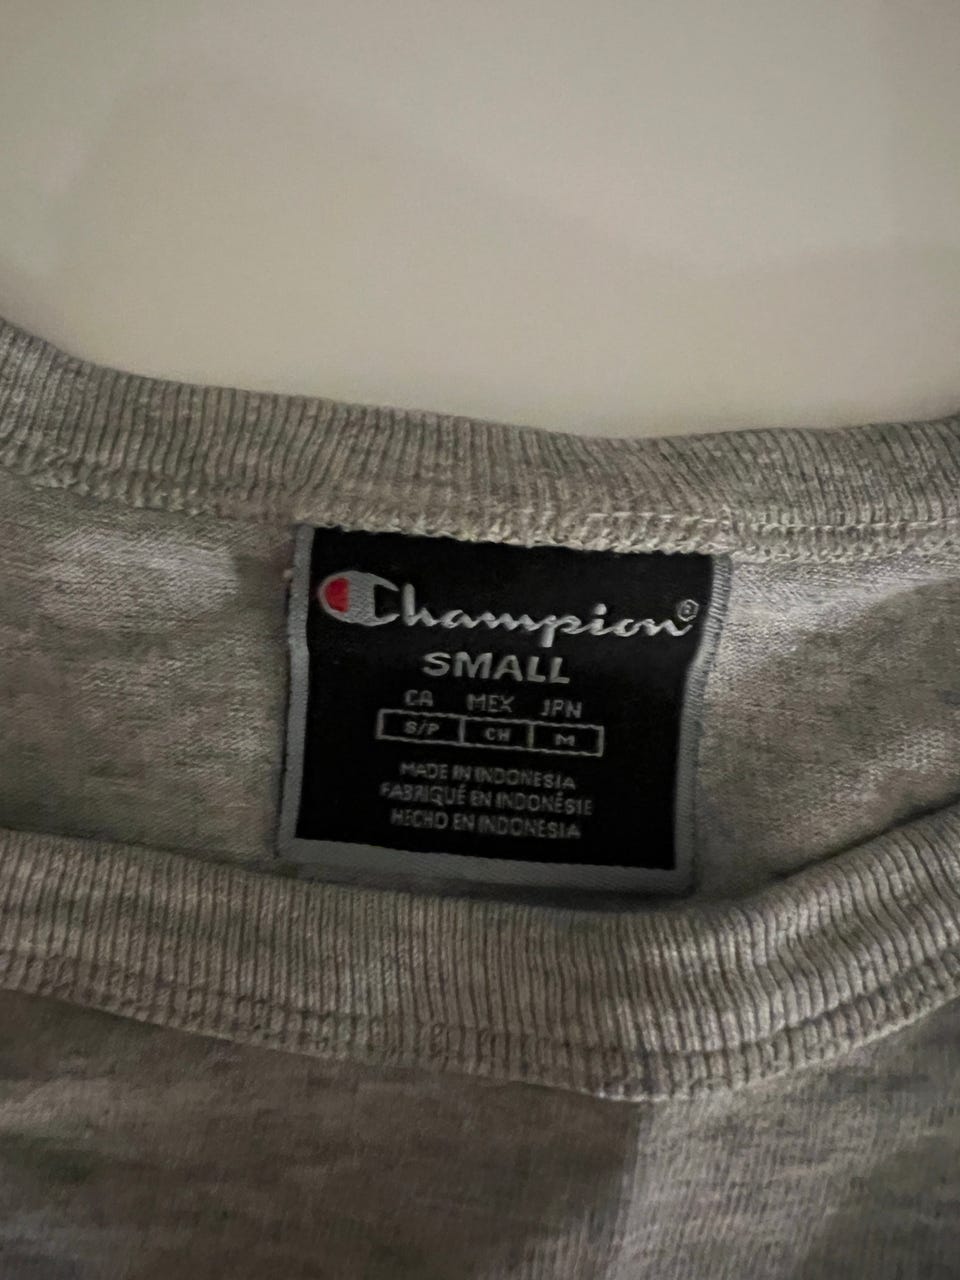 Champion®
SMALL
CA MEX JPN
S/P CH M
MADE IN INDONESIA
FABRIQUÉ EN INDONÉSIE
HECHO EN INDONESIA